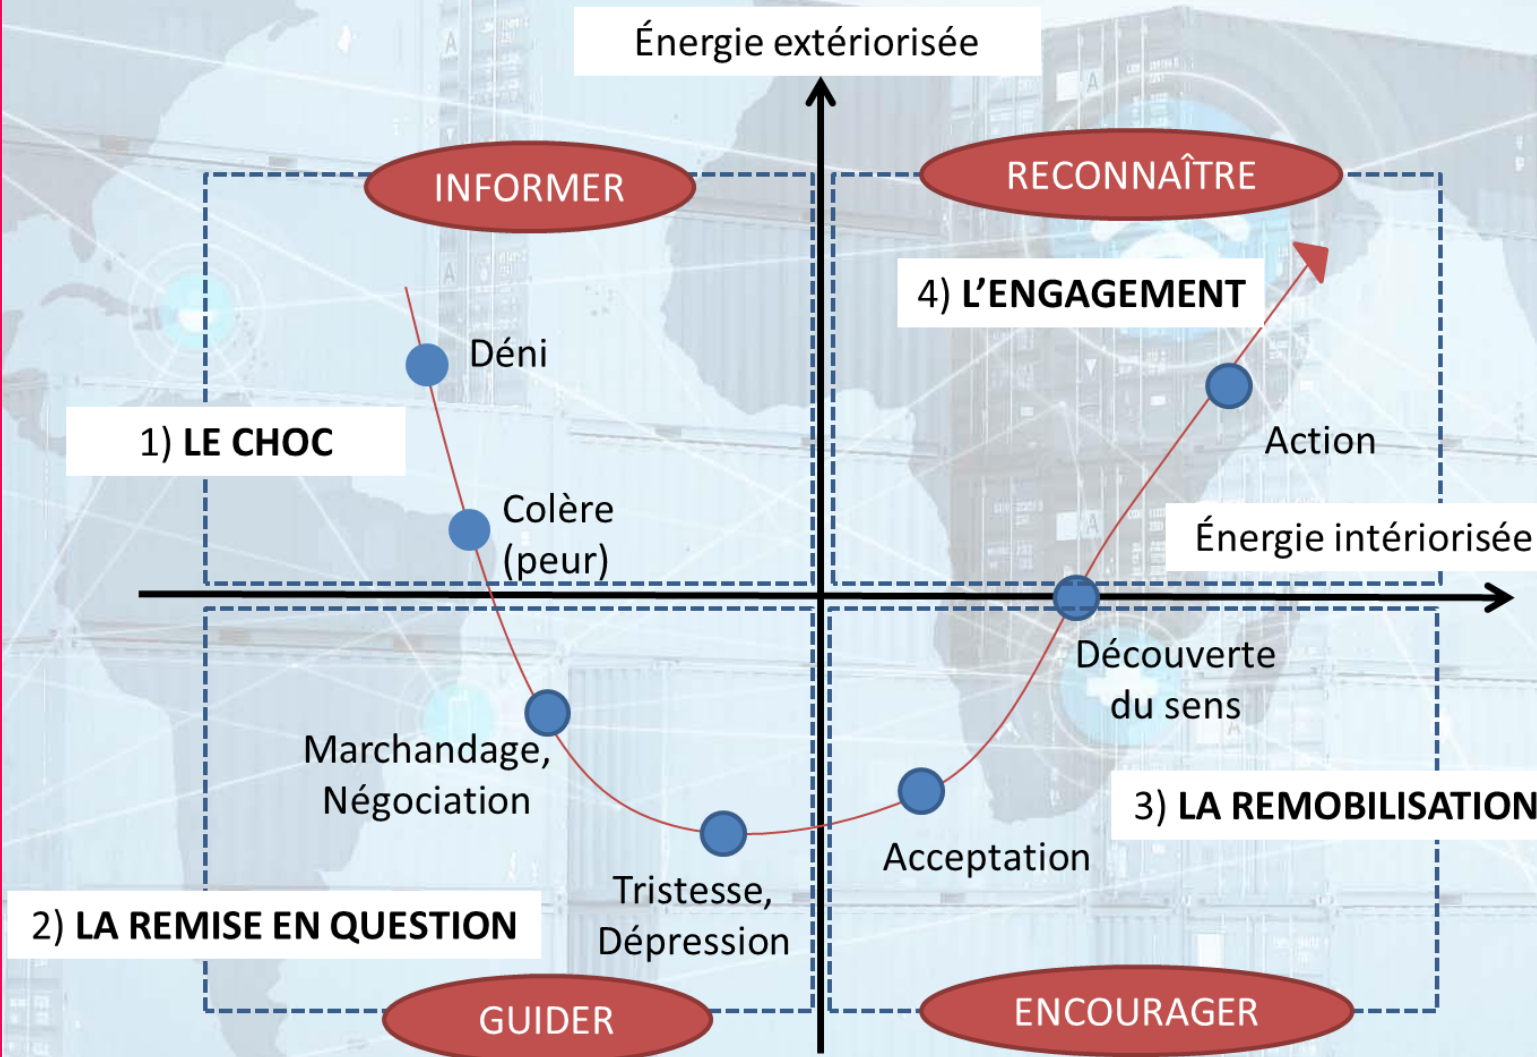 Énergie extériorisée
INFORMER
RECONNAÎTRE
4) L’ENGAGEMENT
Déni
1) LE CHOC
Action
Colère
(peur)
Énergie intériorisée
Découverte
du sens
Marchandage,
Négociation
3) LA REMOBILISATION
Acceptation
Tristesse,
Dépression
2) LA REMISE EN QUESTION
GUIDER
ENCOURAGER